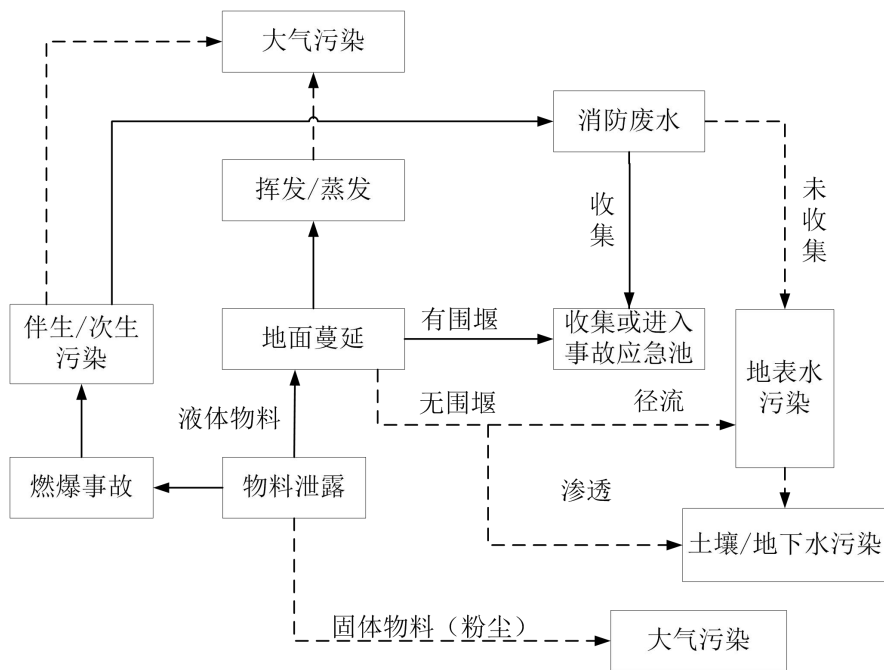 大气污染
消防废水
挥发/蒸发
收集
未收集
伴生/次生
污染
地面蔓延
有围堰
收集或进入
事故应急池
地表水
污染
无围堰
径流
液体物料
燃爆事故
物料泄露
渗透
土壤/地下水污染
固体物料（粉尘）
大气污染